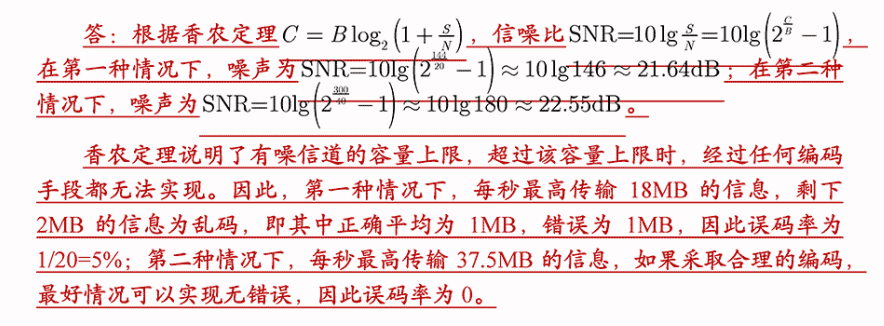 答：根据香农定理 $C = B\log_2\left(1+\frac{S}{N}\right)$，信噪比 $\mathrm{SNR}=10\lg\frac{S}{N}=10\lg\left(2^{\frac{C}{B}}-1\right)$，
在第一种情况下，噪声为 $\mathrm{SNR}=10\lg\left(2^{\frac{144}{20}}-1\right)\approx 10\lg 146\approx 21.64\mathrm{dB}$；在第二种
情况下，噪声为 $\mathrm{SNR}=10\lg\left(2^{\frac{300}{40}}-1\right)\approx 10\lg 180\approx 22.55\mathrm{dB}$。
香农定理说明了有噪信道的容量上限，超过该容量上限时，经过任何编码
手段都无法实现。因此，第一种情况下，每秒最高传输 18MB 的信息，剩下
2MB 的信息为乱码，即其中正确平均为 1MB，错误为 1MB，因此误码率为
1/20=5%；第二种情况下，每秒最高传输 37.5MB 的信息，如果采取合理的编码，
最好情况可以实现无错误，因此误码率为 0。